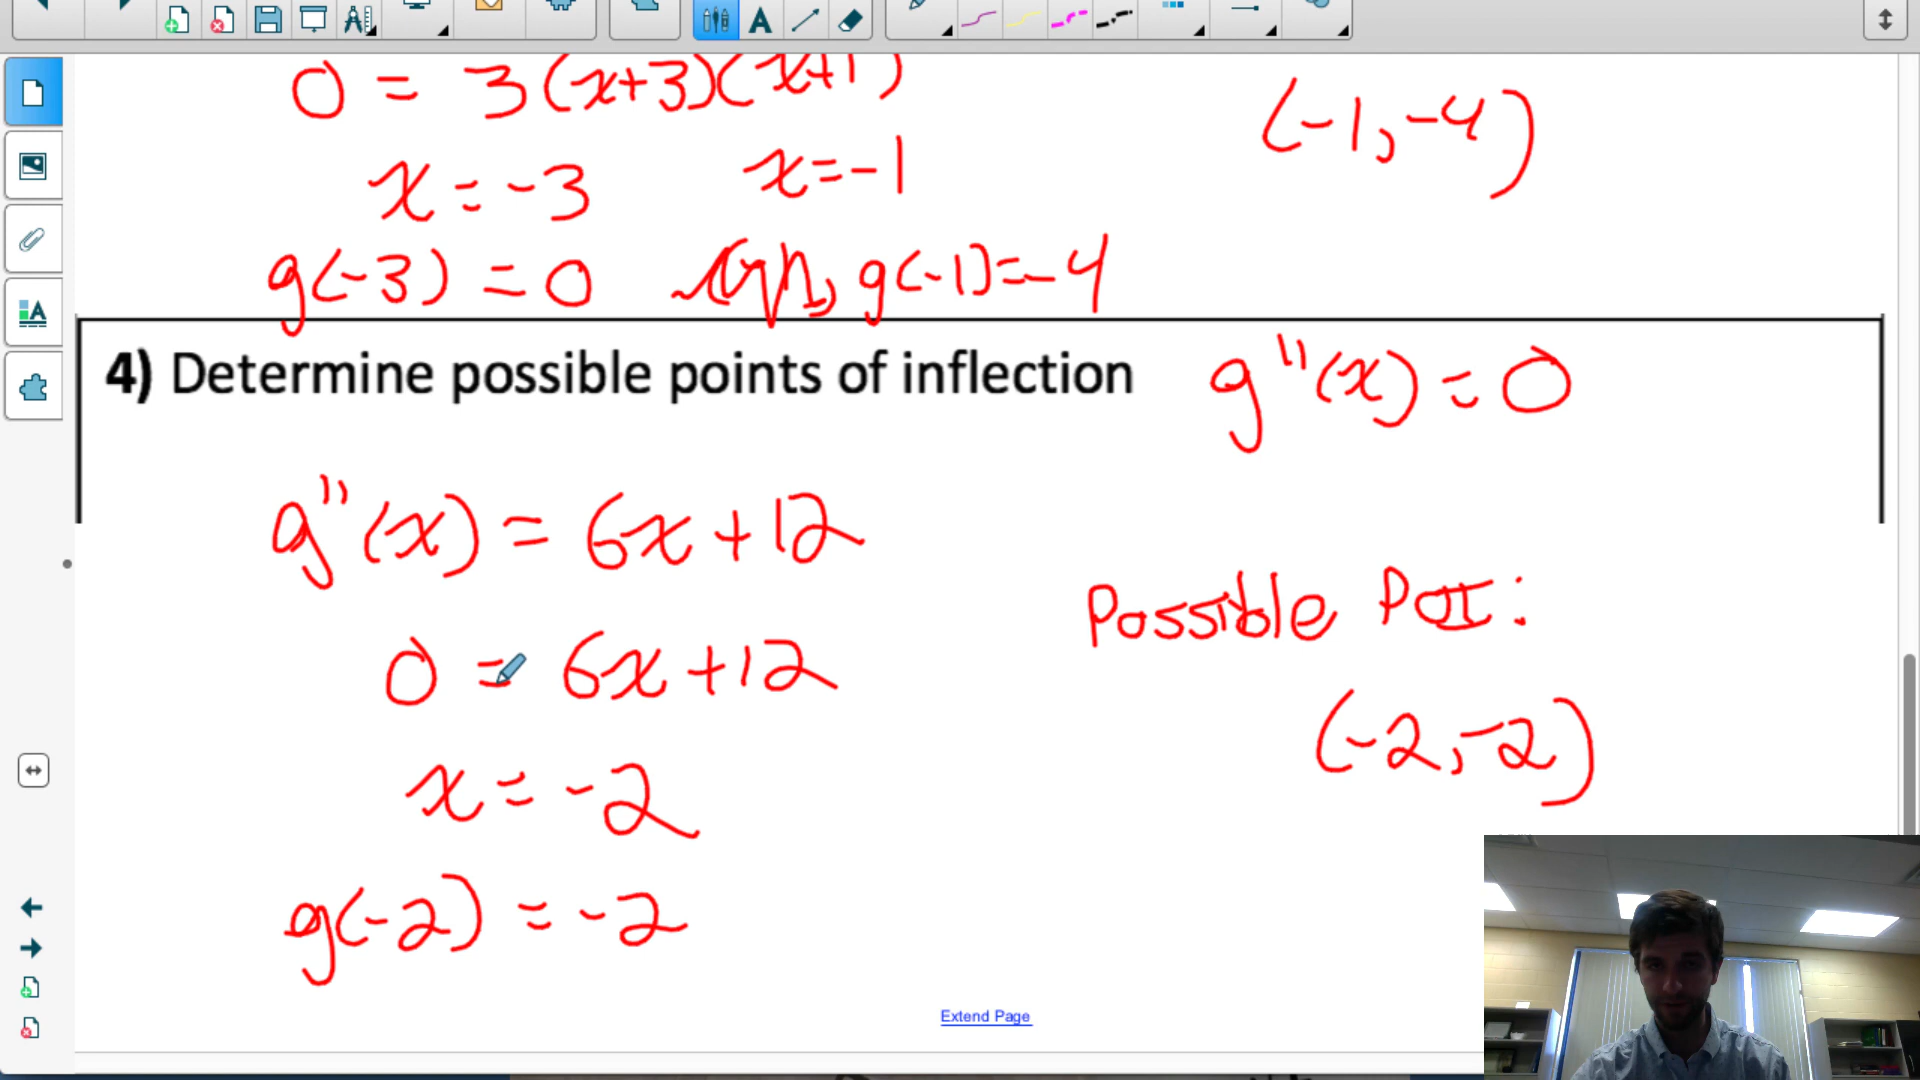 0 = 3(x+3)(x+1)
(-1,-4)
x = -3
x=-1
g(-3) = 0
g(-1)=-4
4) Determine possible points of inflection
g''(x) = 0
g''(x) = 6x+12
Possible POI:
0 = 6x+12
(-2,-2)
x = -2
g(-2) = -2
Extend Page